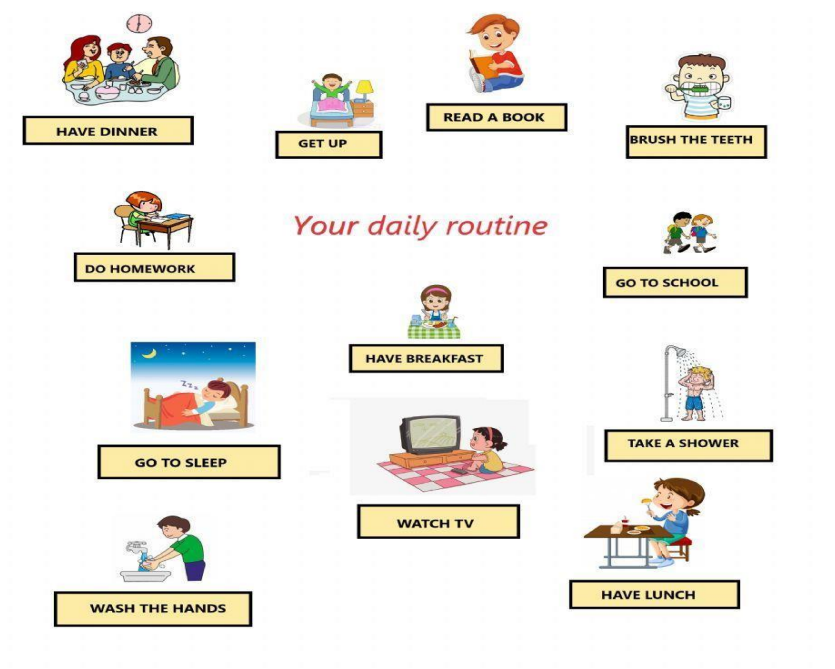 HAVE DINNER
GET UP
READ A BOOK
BRUSH THE TEETH
Your daily routine
DO HOMEWORK
GO TO SCHOOL
HAVE BREAKFAST
zzz
GO TO SLEEP
TAKE A SHOWER
WATCH TV
WASH THE HANDS
HAVE LUNCH